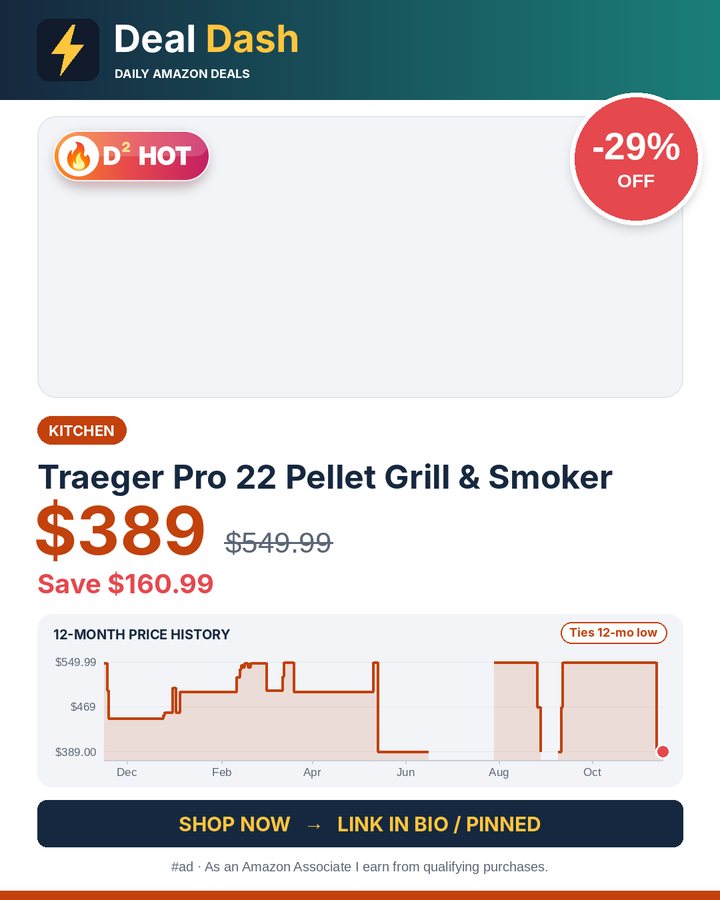 Deal Dash
DAILY AMAZON DEALS
-29%
OFF
D² HOT
KITCHEN
Traeger Pro 22 Pellet Grill & Smoker
$389 $549.99
Save $160.99
12-MONTH PRICE HISTORY
Ties 12-mo low
$549.99
$469
$389.00
Dec Feb Apr Jun Aug Oct
SHOP NOW → LINK IN BIO / PINNED
#ad · As an Amazon Associate I earn from qualifying purchases.